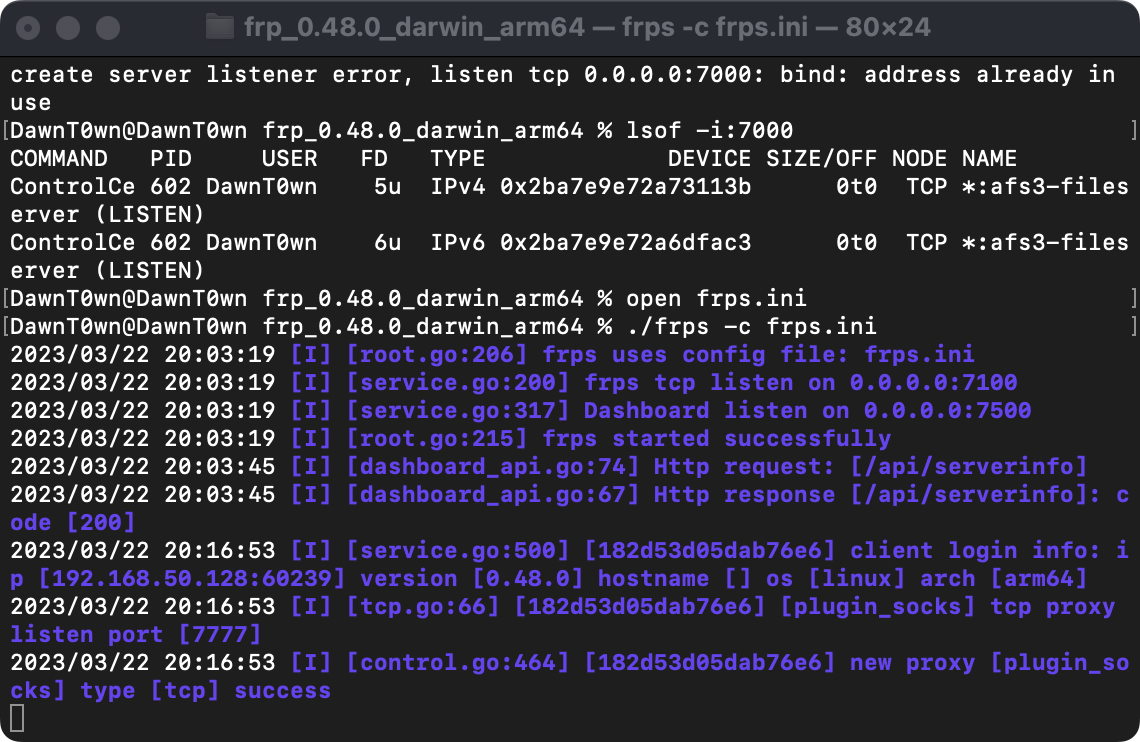 frp_0.48.0_darwin_arm64 — frps -c frps.ini — 80×24
create server listener error, listen tcp 0.0.0.0:7000: bind: address already in
use
[DawnT0wn@DawnT0wn frp_0.48.0_darwin_arm64 % lsof -i:7000 ]
COMMAND   PID     USER   FD   TYPE             DEVICE SIZE/OFF NODE NAME
ControlCe 602 DawnT0wn    5u  IPv4 0x2ba7e9e72a73113b      0t0  TCP *:afs3-files
erver (LISTEN)
ControlCe 602 DawnT0wn    6u  IPv6 0x2ba7e9e72a6dfac3      0t0  TCP *:afs3-files
erver (LISTEN)
[DawnT0wn@DawnT0wn frp_0.48.0_darwin_arm64 % open frps.ini ]
[DawnT0wn@DawnT0wn frp_0.48.0_darwin_arm64 % ./frps -c frps.ini ]
2023/03/22 20:03:19 [I] [root.go:206] frps uses config file: frps.ini
2023/03/22 20:03:19 [I] [service.go:200] frps tcp listen on 0.0.0.0:7100
2023/03/22 20:03:19 [I] [service.go:317] Dashboard listen on 0.0.0.0:7500
2023/03/22 20:03:19 [I] [root.go:215] frps started successfully
2023/03/22 20:03:45 [I] [dashboard_api.go:74] Http request: [/api/serverinfo]
2023/03/22 20:03:45 [I] [dashboard_api.go:67] Http response [/api/serverinfo]: c
ode [200]
2023/03/22 20:16:53 [I] [service.go:500] [182d53d05dab76e6] client login info: i
p [192.168.50.128:60239] version [0.48.0] hostname [] os [linux] arch [arm64]
2023/03/22 20:16:53 [I] [tcp.go:66] [182d53d05dab76e6] [plugin_socks] tcp proxy
listen port [7777]
2023/03/22 20:16:53 [I] [control.go:464] [182d53d05dab76e6] new proxy [plugin_so
cks] type [tcp] success